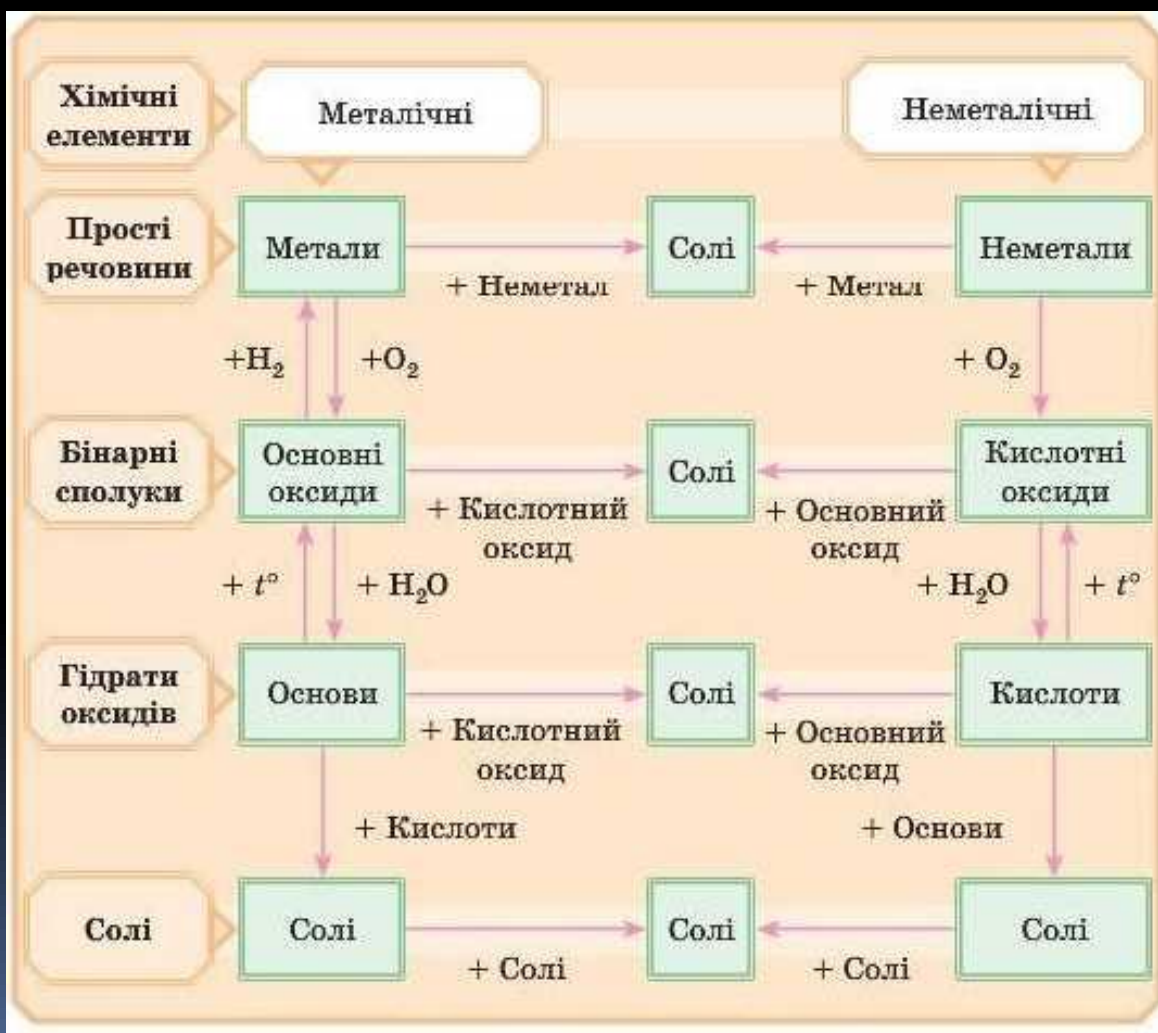 Хімічні
елементи
Металічні
Неметалічні
Прості
речовини
Метали
Солі
Неметали
+ Неметал
+ Метал
+H₂
+O₂
+ O₂
Бінарні
сполуки
Основні
оксиди
Солі
Кислотні
оксиди
+ Кислотний
оксид
+ Основний
оксид
+ t°
+ H₂O
+ H₂O
+ t°
Гідрати
оксидів
Основи
Солі
Кислоти
+ Кислотний
оксид
+ Основний
оксид
+ Кислоти
+ Основи
Солі
Солі
Солі
Солі
+ Солі
+ Солі